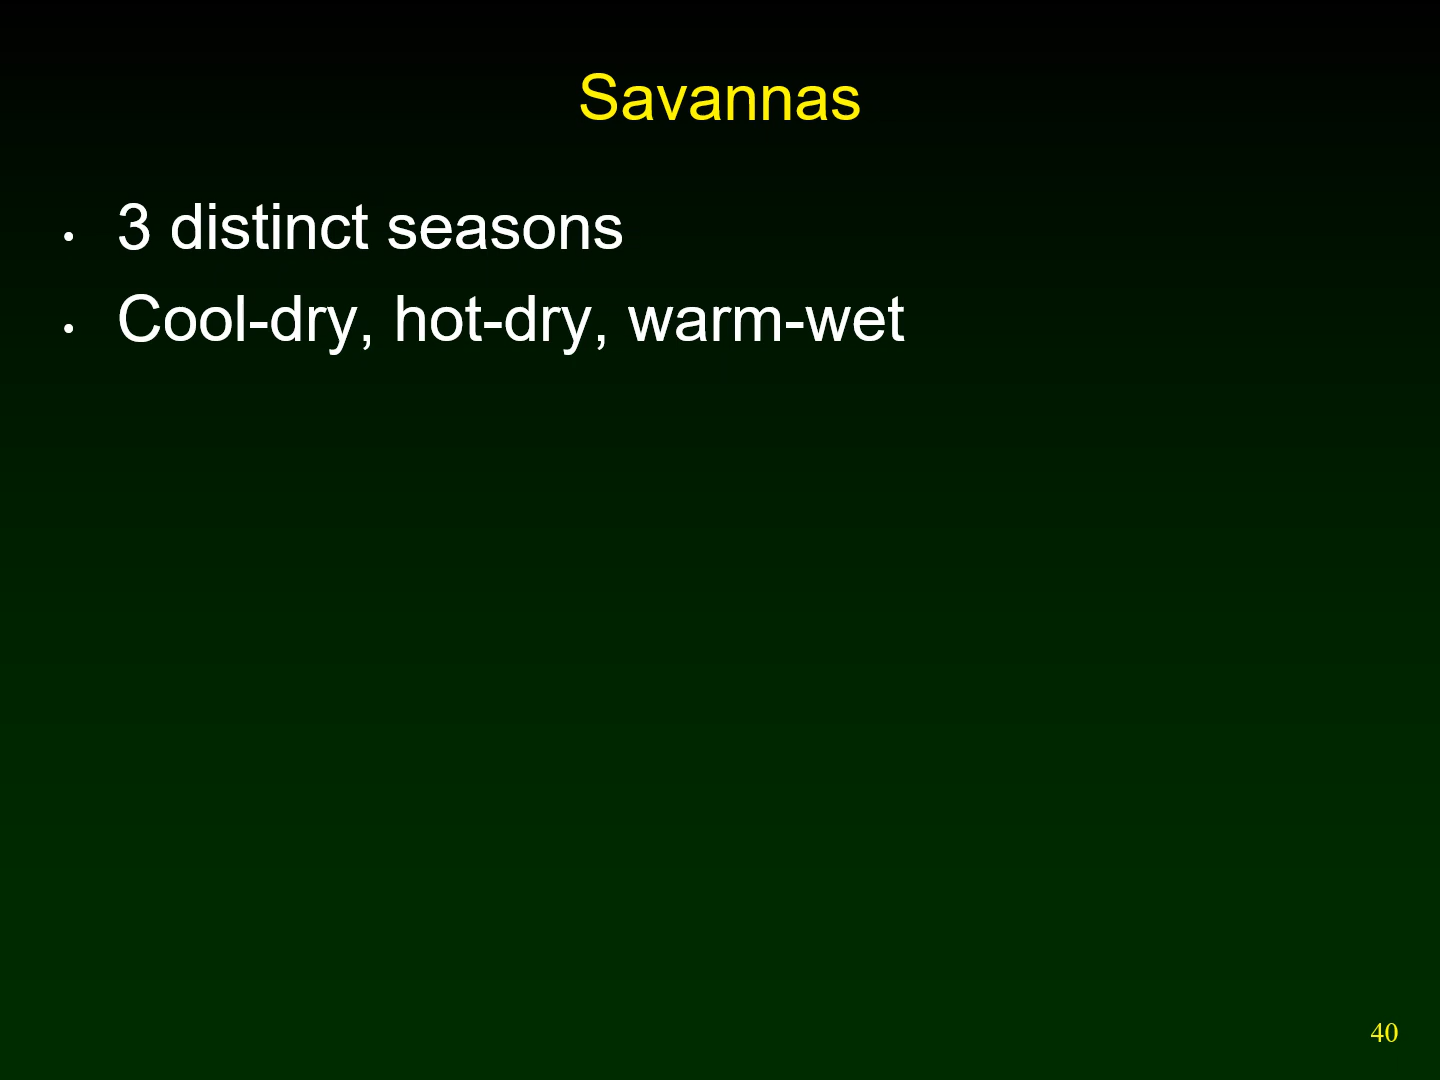 Savannas
• 3 distinct seasons
• Cool-dry, hot-dry, warm-wet
40